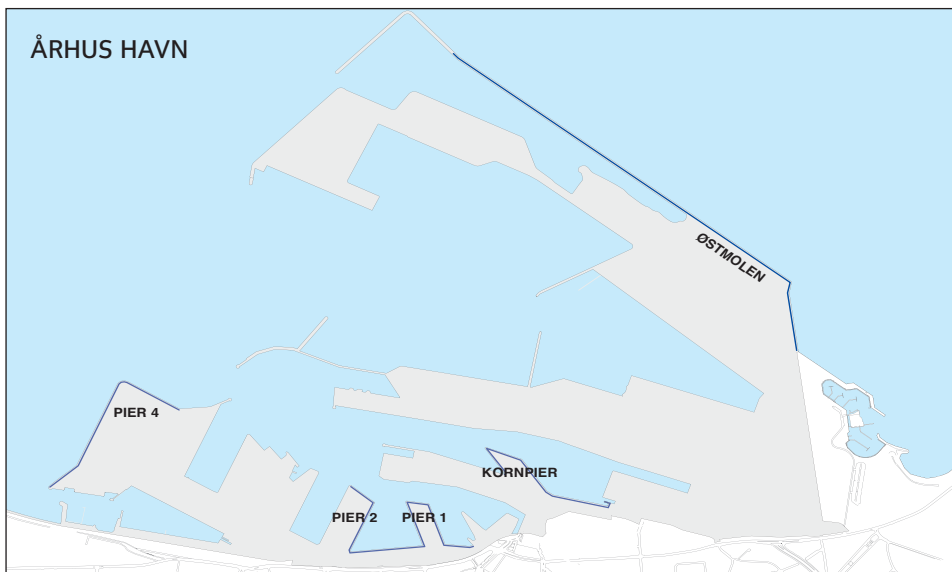 ÅRHUS HAVN
ØSTMOLEN
PIER 4
KORNPIER
PIER 2
PIER 1